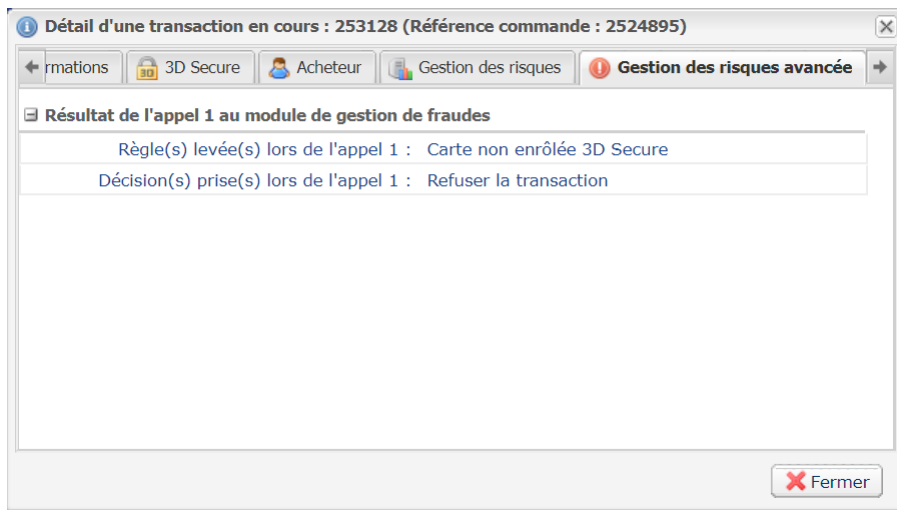 Détail d'une transaction en cours : 253128 (Référence commande : 2524895)
rmations 3D Secure Acheteur Gestion des risques Gestion des risques avancée
Résultat de l'appel 1 au module de gestion de fraudes
Règle(s) levée(s) lors de l'appel 1 : Carte non enrôlée 3D Secure
Décision(s) prise(s) lors de l'appel 1 : Refuser la transaction
Fermer